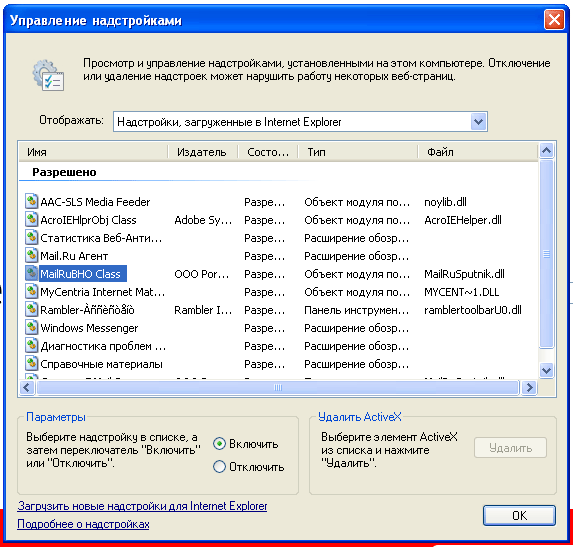 Управление надстройками
Просмотр и управление надстройками, установленными на этом компьютере. Отключение
или удаление надстроек может нарушить работу некоторых веб-страниц.
Отображать: Надстройки, загруженные в Internet Explorer
Имя Издатель Состо... Тип Файл
Разрешено
AAC-SLS Media Feeder Разре... Объект модуля по... noylib.dll
AcroIEHlprObj Class Adobe Sy... Разре... Объект модуля по... AcroIEHelper.dll
Статистика Веб-Анти... Разре... Расширение обозр...
Mail.Ru Агент Разре... Расширение обозр...
MailRuBHO Class ООО Por... Разре... Объект модуля по... MailRuSputnik.dll
MyCentria Internet Mat... Разре... Объект модуля по... MYCENT~1.DLL
Rambler-Àññèñòåíò Rambler I... Разре... Панель инструмен... ramblertoolbarU0.dll
Windows Messenger Разре... Расширение обозр...
Диагностика проблем ... Разре... Расширение обозр...
Справочные материалы Разре... Расширение обозр...
Параметры
Выберите надстройку в списке, а
затем переключатель "Включить"
или "Отключить".
Включить
Отключить
Удалить ActiveX
Выберите элемент ActiveX
из списка и нажмите
"Удалить".
Удалить
Загрузить новые надстройки для Internet Explorer
Подробнее о надстройках
OK